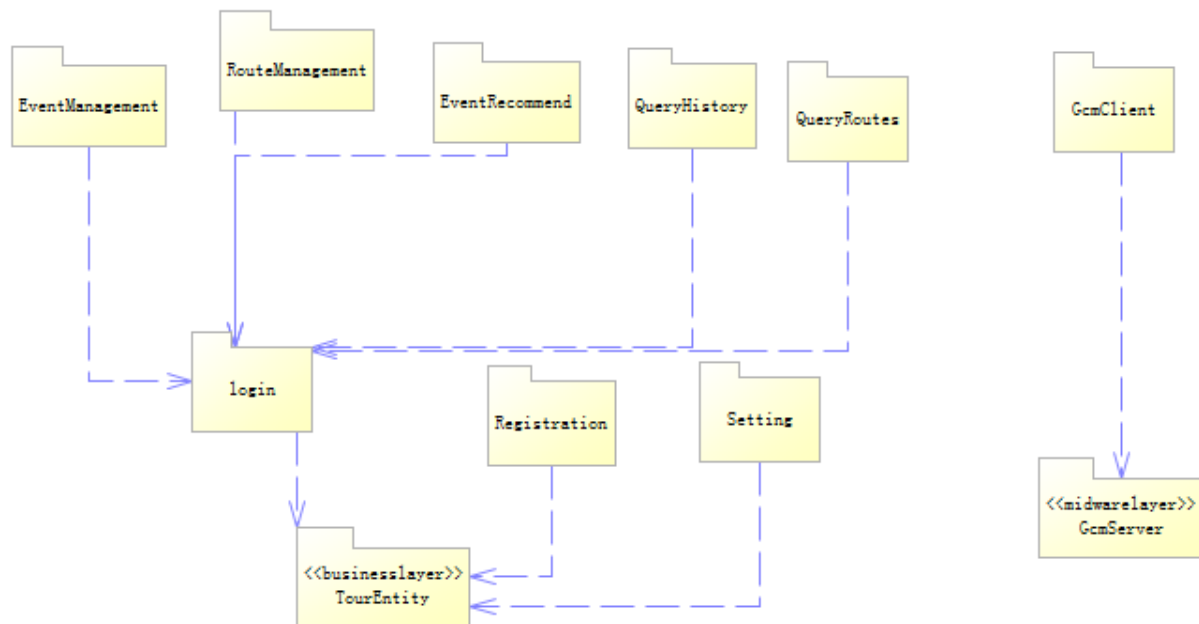 RouteManagement
EventManagement
EventRecommend
QueryHistory
QueryRoutes
GcmClient
login
Registration
Setting
<<midwarelayer>>
GcmServer
<<businesslayer>>
TourEntity